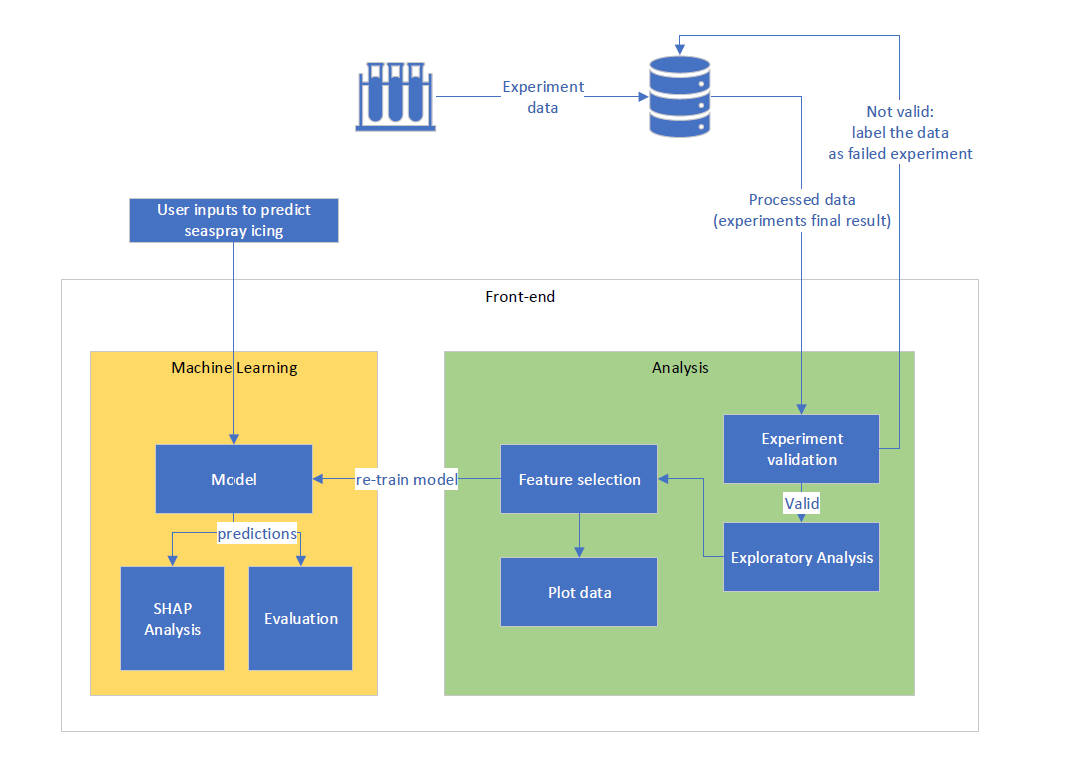 Experiment
data
Not valid:
label the data
as failed experiment
Processed data
(experiments final result)
User inputs to predict
seaspray icing
Front-end
Machine Learning
Analysis
Experiment
validation
Model
re-train model
Feature selection
Valid
predictions
Exploratory Analysis
Plot data
SHAP
Analysis
Evaluation